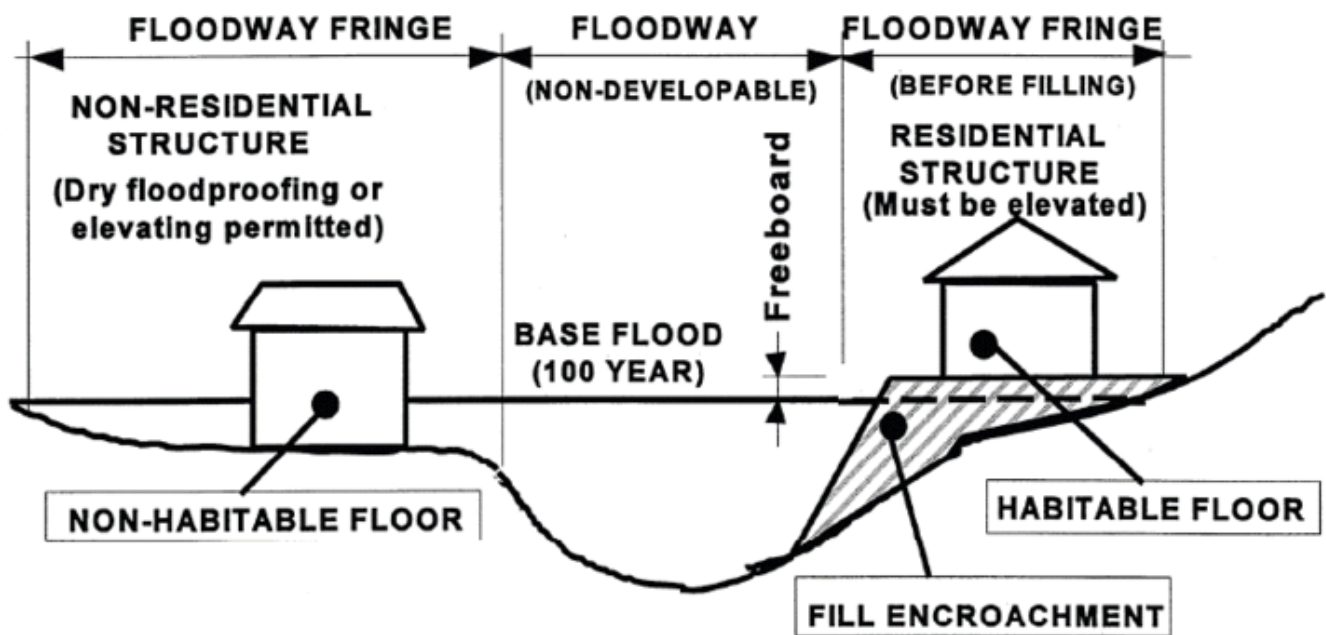 FLOODWAY FRINGE
FLOODWAY
FLOODWAY FRINGE
(NON-DEVELOPABLE)
(BEFORE FILLING)
NON-RESIDENTIAL
STRUCTURE
(Dry floodproofing or
elevating permitted)
Freeboard
RESIDENTIAL
STRUCTURE
(Must be elevated)
BASE FLOOD
(100 YEAR)
NON-HABITABLE FLOOR
HABITABLE FLOOR
FILL ENCROACHMENT